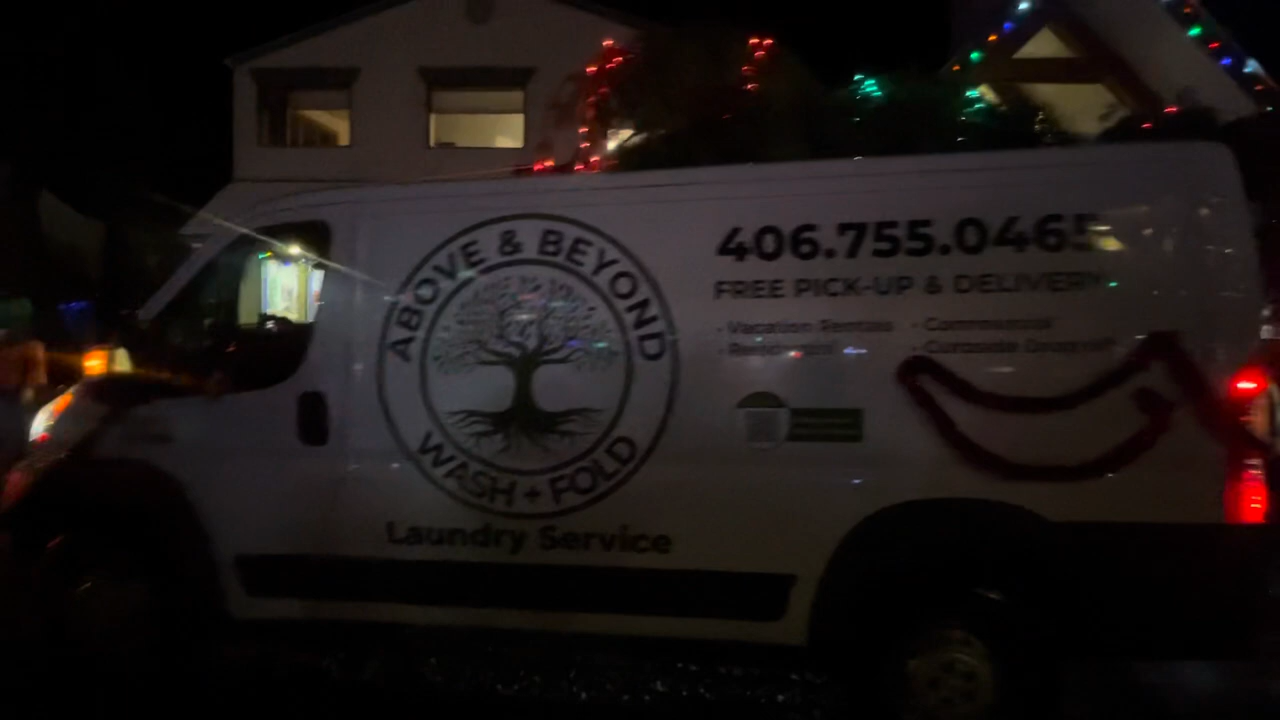 ABOVE & BEYOND
WASH + FOLD
Laundry Service
406.755.0465
FREE PICK-UP & DELIVERY
· Vacation Rentals · Commercial